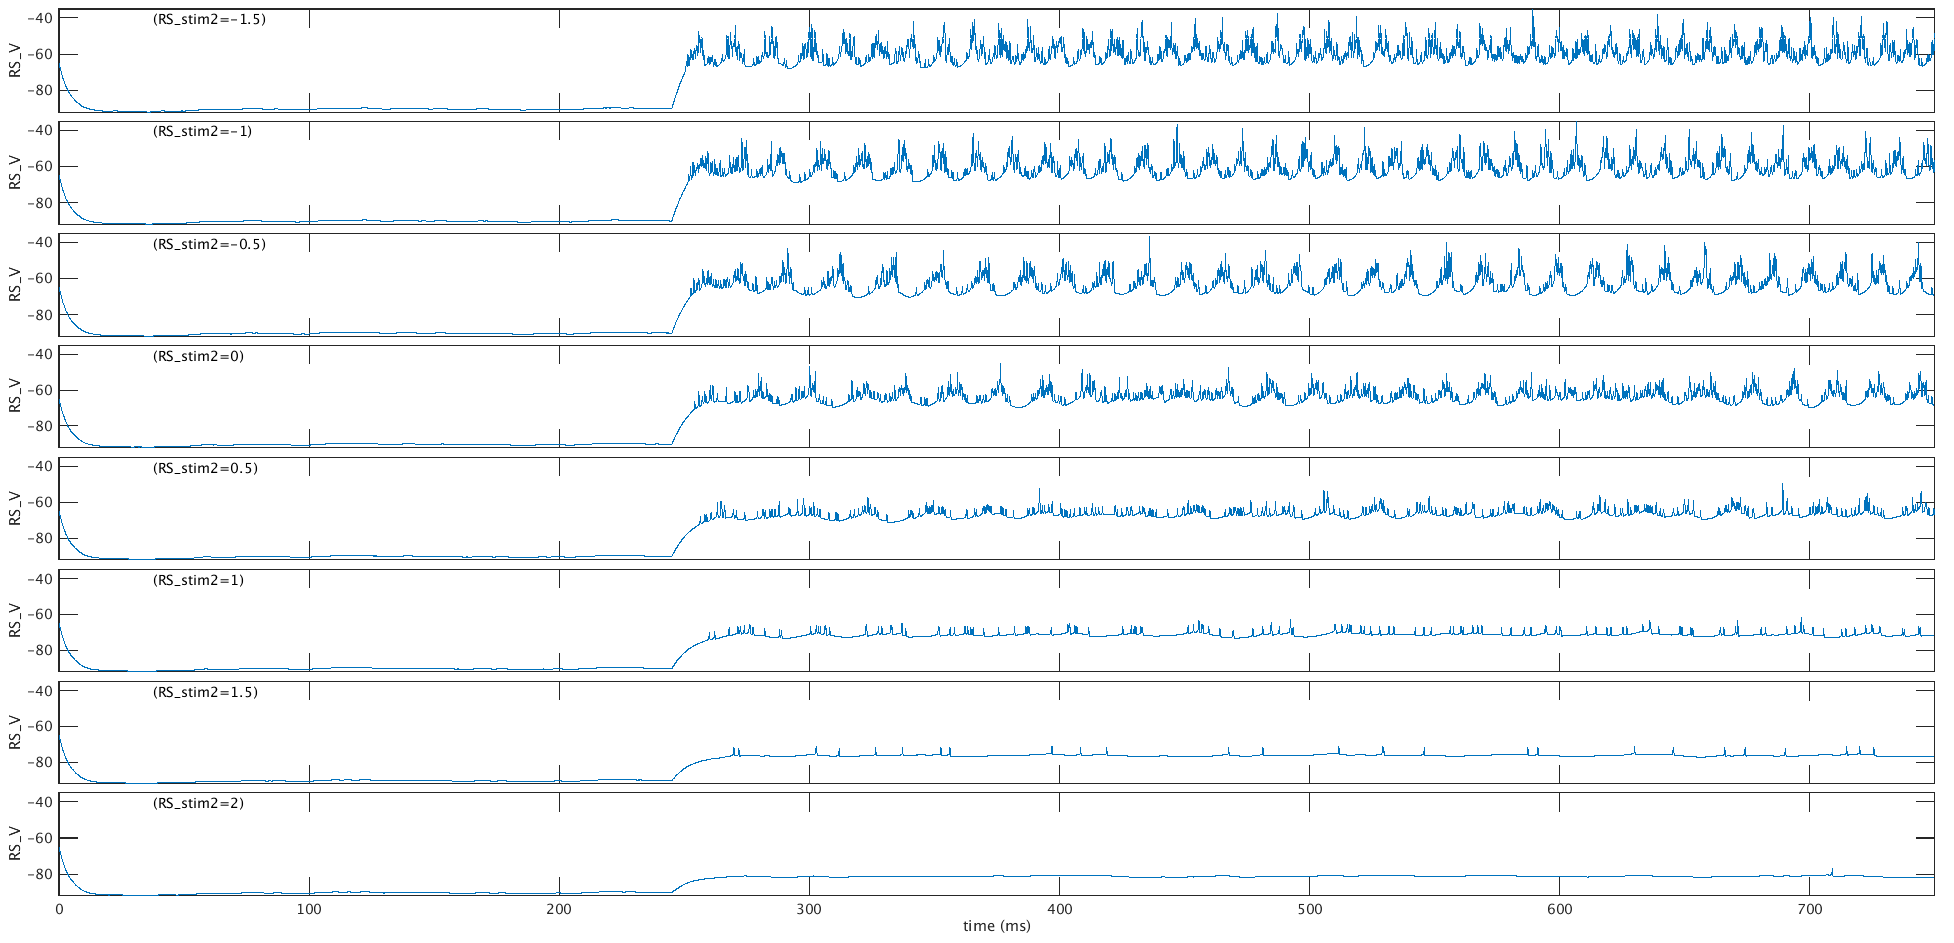 (RS_stim2=−1.5)
−40
−60
−80
RS_V
(RS_stim2=−1)
−40
−60
−80
RS_V
(RS_stim2=−0.5)
−40
−60
−80
RS_V
(RS_stim2=0)
−40
−60
−80
RS_V
(RS_stim2=0.5)
−40
−60
−80
RS_V
(RS_stim2=1)
−40
−60
−80
RS_V
(RS_stim2=1.5)
−40
−60
−80
RS_V
(RS_stim2=2)
−40
−60
−80
RS_V
0 100 200 300 400 500 600 700
time (ms)